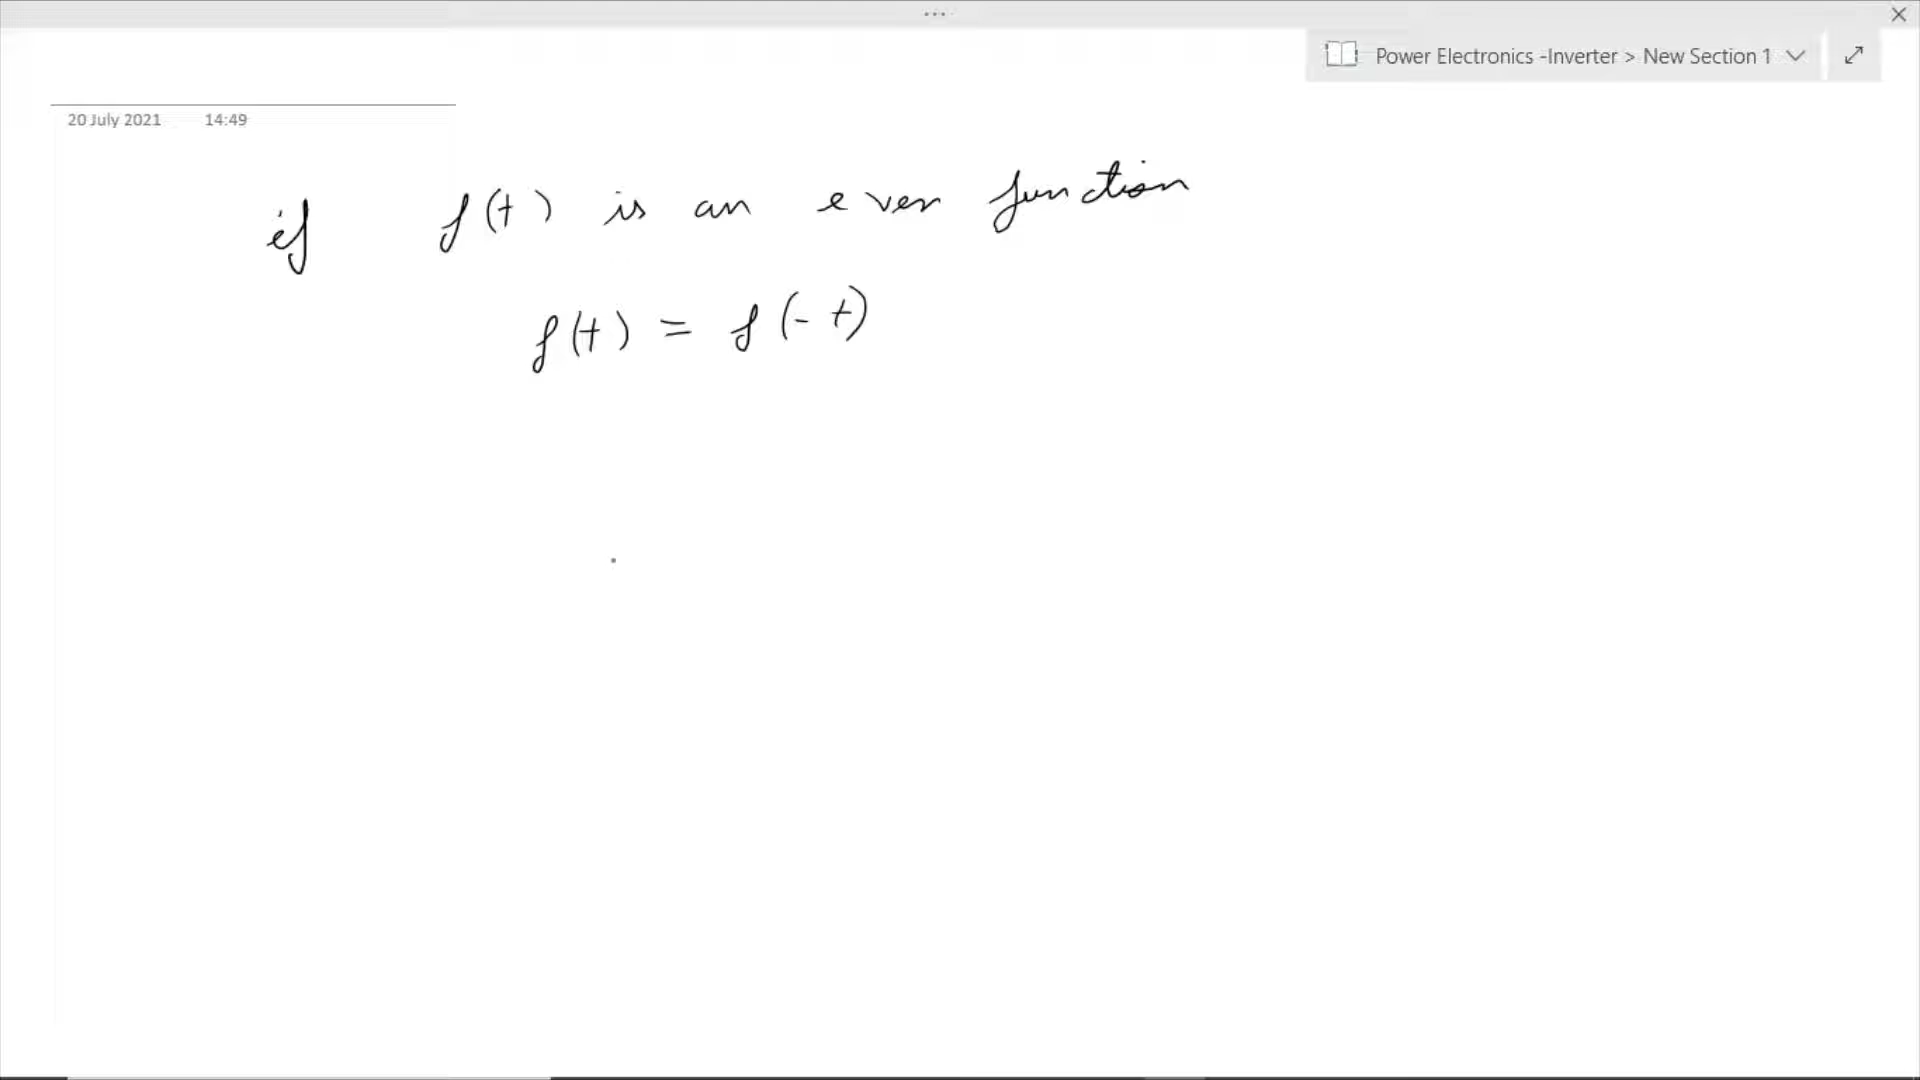 ...
Power Electronics -Inverter > New Section 1
20 July 2021 14:49
if f(t) is an even function
f(t) = f(-t)